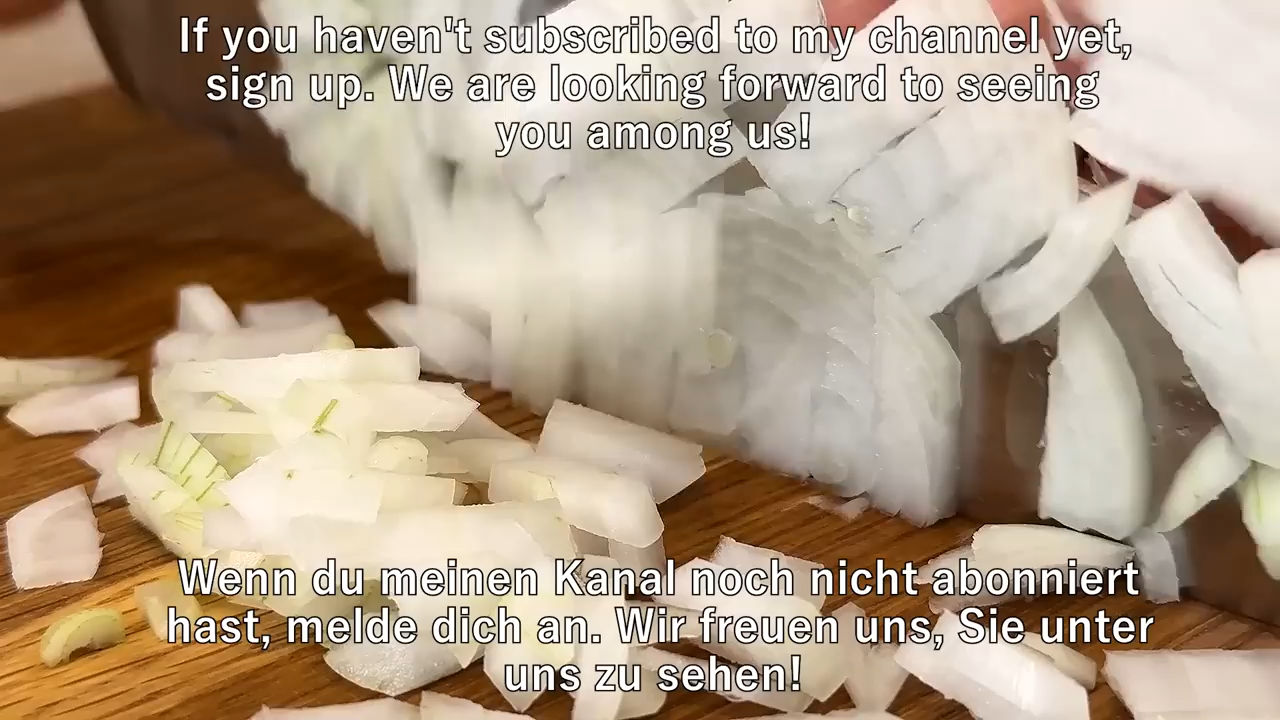 If you haven't subscribed to my channel yet,
sign up. We are looking forward to seeing
you among us!
Wenn du meinen Kanal noch nicht abonniert
hast, melde dich an. Wir freuen uns, Sie unter
uns zu sehen!